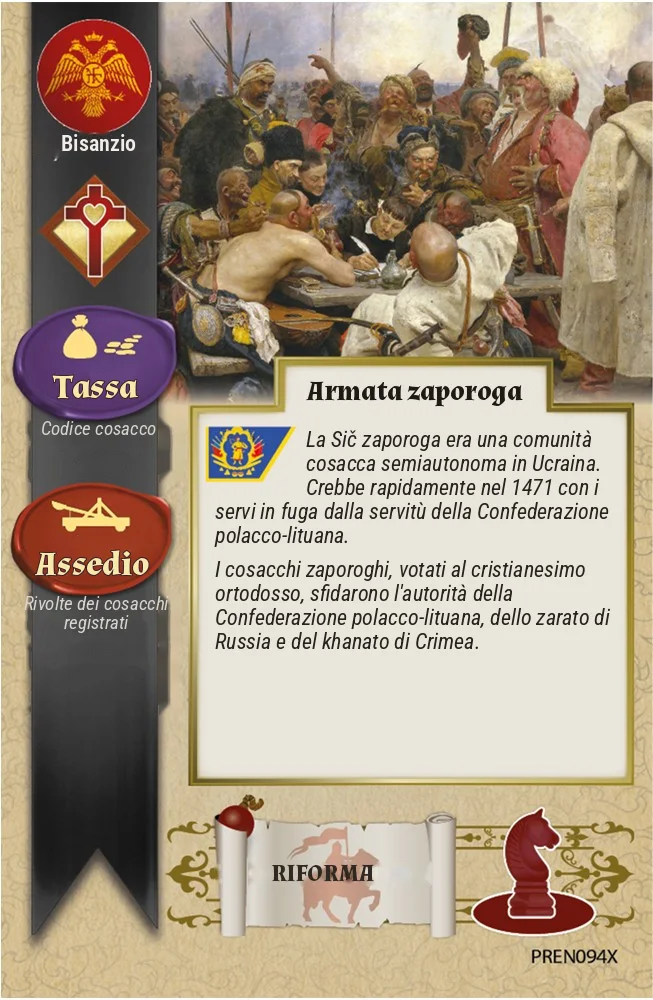 Bisanzio
Tassa
Codice cosacco
Assedio
Rivolte dei cosacchi
registrati
Armata zaporoga
La Sič zaporoga era una comunità
cosacca semiautonoma in Ucraina.
Crebbe rapidamente nel 1471 con i
servi in fuga dalla servitù della Confederazione
polacco-lituana.
I cosacchi zaporoghi, votati al cristianesimo
ortodosso, sfidarono l'autorità della
Confederazione polacco-lituana, dello zarato di
Russia e del khanato di Crimea.
RIFORMA
PREN094X